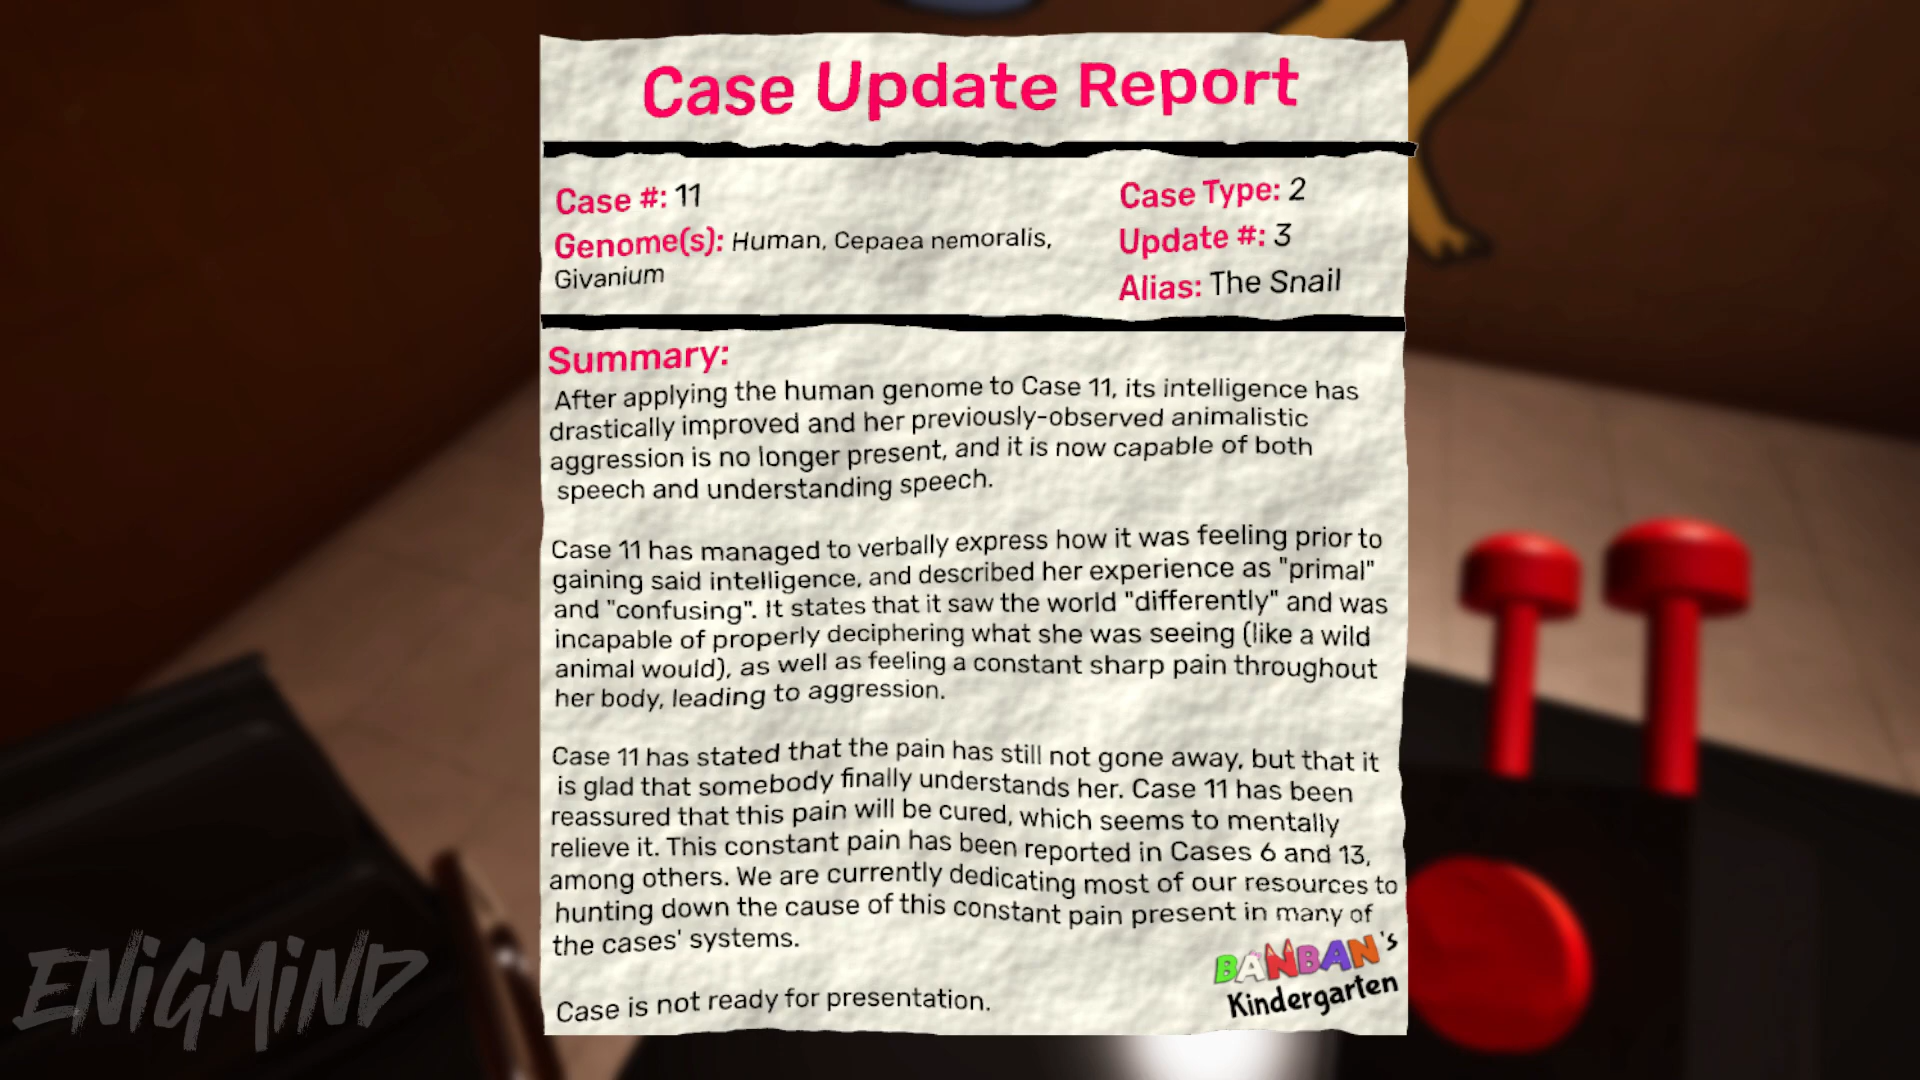 Case Update Report
Case #: 11
Genome(s): Human, Cepaea nemoralis,
Givanium
Case Type: 2
Update #: 3
Alias: The Snail
Summary:
After applying the human genome to Case 11, its intelligence has
drastically improved and her previously-observed animalistic
aggression is no longer present, and it is now capable of both
speech and understanding speech.
Case 11 has managed to verbally express how it was feeling prior to
gaining said intelligence, and described her experience as "primal"
and "confusing". It states that it saw the world "differently" and was
incapable of properly deciphering what she was seeing (like a wild
animal would), as well as feeling a constant sharp pain throughout
her body, leading to aggression.
Case 11 has stated that the pain has still not gone away, but that it
is glad that somebody finally understands her. Case 11 has been
reassured that this pain will be cured, which seems to mentally
relieve it. This constant pain has been reported in Cases 6 and 13,
among others. We are currently dedicating most of our resources to
hunting down the cause of this constant pain present in many of
the cases' systems.
Case is not ready for presentation.
BANBAN's
Kindergarten
ENiGMiND